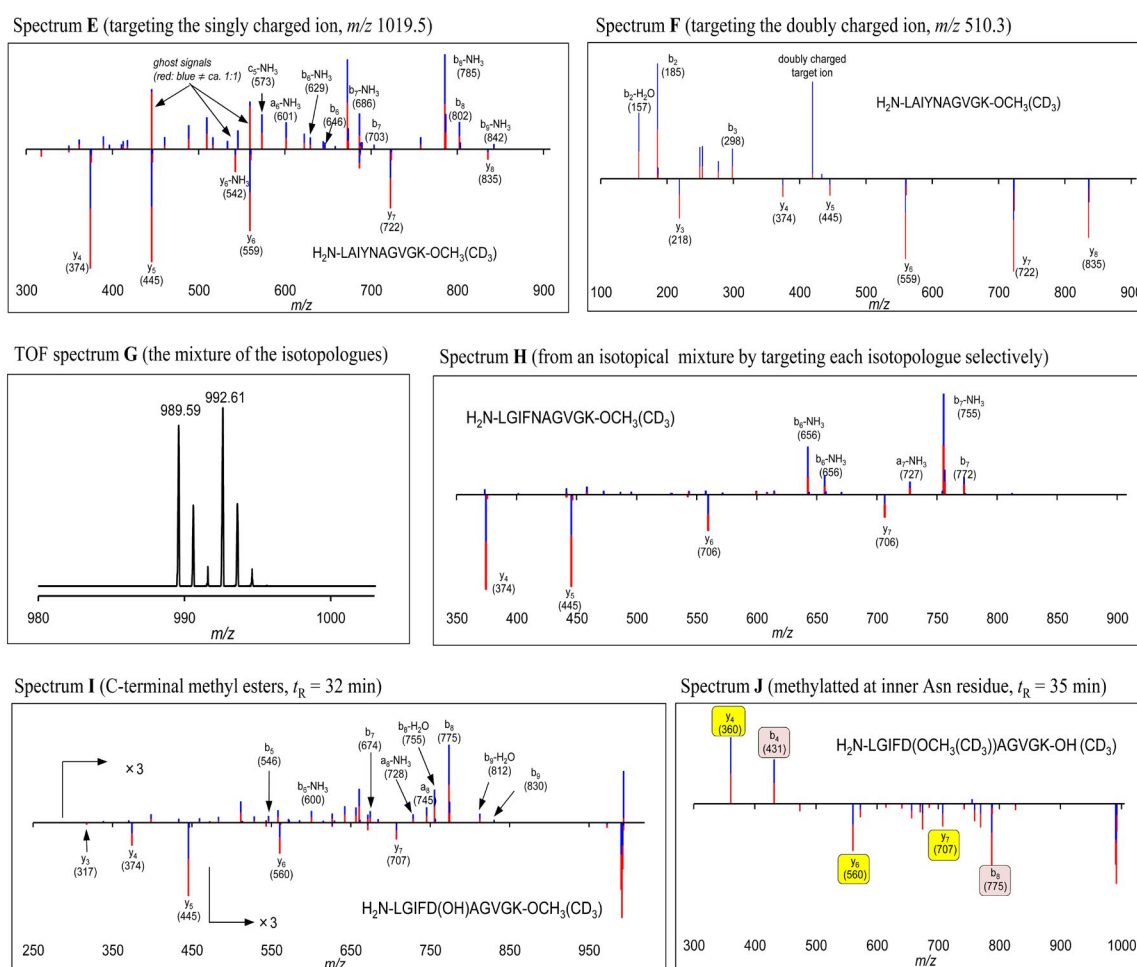 Spectrum E (targeting the singly charged ion, m/z 1019.5)
ghost signals
(red: blue ≠ ca. 1:1)
c5-NH3
(573)
a6-NH3
(601)
b6-NH3
(629)
b6
(646)
b7-NH3
(686)
b7
(703)
b8-NH3
(785)
b8
(802)
b9-NH3
(842)
y8
(835)
y6-NH3
(542)
y7
(722)
y6
(559)
y4
(374)
y5
(445)
H2N-LAIYNAGVGK-OCH3(CD3)
300 400 500 600 700 800 900
m/z
Spectrum F (targeting the doubly charged ion, m/z 510.3)
b2
(185)
b2-H2O
(157)
b3
(298)
doubly charged
target ion
H2N-LAIYNAGVGK-OCH3(CD3)
y3
(218)
y4
(374)
y5
(445)
y6
(559)
y7
(722)
y8
(835)
100 200 300 400 500 600 700 800 900
m/z
TOF spectrum G (the mixture of the isotopologues)
989.59
992.61
980 990 1000
m/z
Spectrum H (from an isotopical mixture by targeting each isotopologue selectively)
H2N-LGIFNAGVGK-OCH3(CD3)
b6-NH3
(656)
b6-NH3
(656)
a7-NH3
(727)
b7-NH3
(755)
b7
(772)
y4
(374)
y5
(445)
y6
(706)
y7
(706)
350 400 450 500 550 600 650 700 750 800 850 900
m/z
Spectrum I (C-terminal methyl esters, tR = 32 min)
×3
b5
(546)
b6-NH3
(600)
b7
(674)
b8-H2O
(755)
a8-NH3
(728)
a8
(745)
b8
(775)
b9-H2O
(812)
b9
(830)
y3
(317)
y4
(374)
y5
(445)
y6
(560)
y7
(707)
×3
H2N-LGIFD(OH)AGVGK-OCH3(CD3)
250 350 450 550 650 750 850 950
m/z
Spectrum J (methylatted at inner Asn residue, tR = 35 min)
y4
(360)
b4
(431)
H2N-LGIFD(OCH3(CD3))AGVGK-OH (CD3)
y6
(560)
y7
(707)
b8
(775)
300 400 500 600 700 800 900 1000
m/z